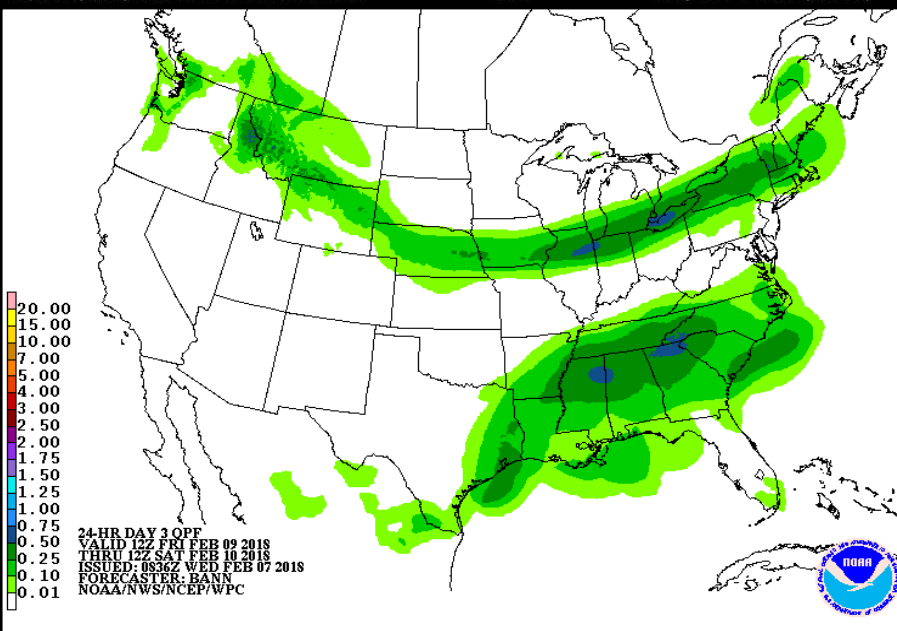 20.00
15.00
10.00
7.00
5.00
4.00
3.00
2.50
2.00
1.75
1.50
1.25
1.00
0.75
0.50
0.25
0.10
0.01
24-HR DAY 3 QPF
VALID 12Z FRI FEB 09 2018
THRU 12Z SAT FEB 10 2018
ISSUED: 0836Z WED FEB 07 2018
FORECASTER: BANN
NOAA/NWS/NCEP/WPC
NOAA